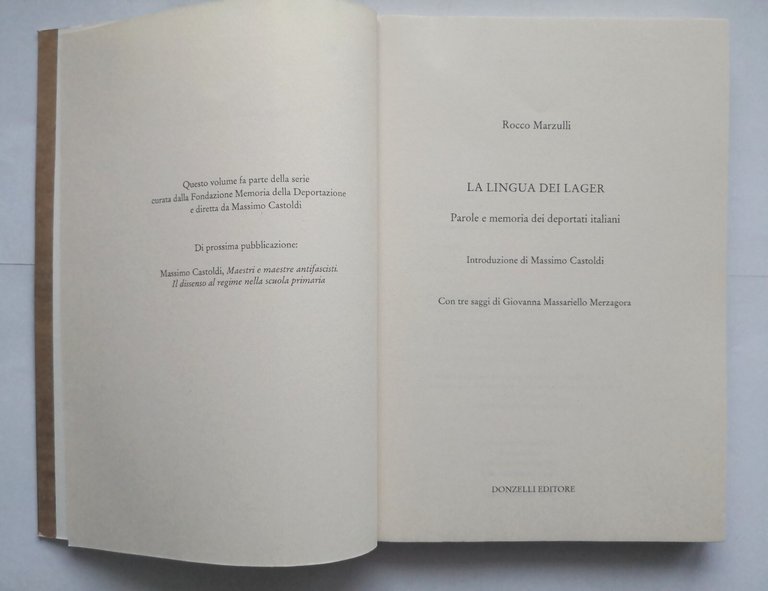 Questo volume fa parte della serie
curata dalla Fondazione Memoria della Deportazione
e diretta da Massimo Castoldi
Di prossima pubblicazione:
Massimo Castoldi, Maestri e maestre antifascisti.
Il dissenso al regime nella scuola primaria
Rocco Marzulli
LA LINGUA DEI LAGER
Parole e memoria dei deportati italiani
Introduzione di Massimo Castoldi
Con tre saggi di Giovanna Massariello Merzagora
DONZELLI EDITORE